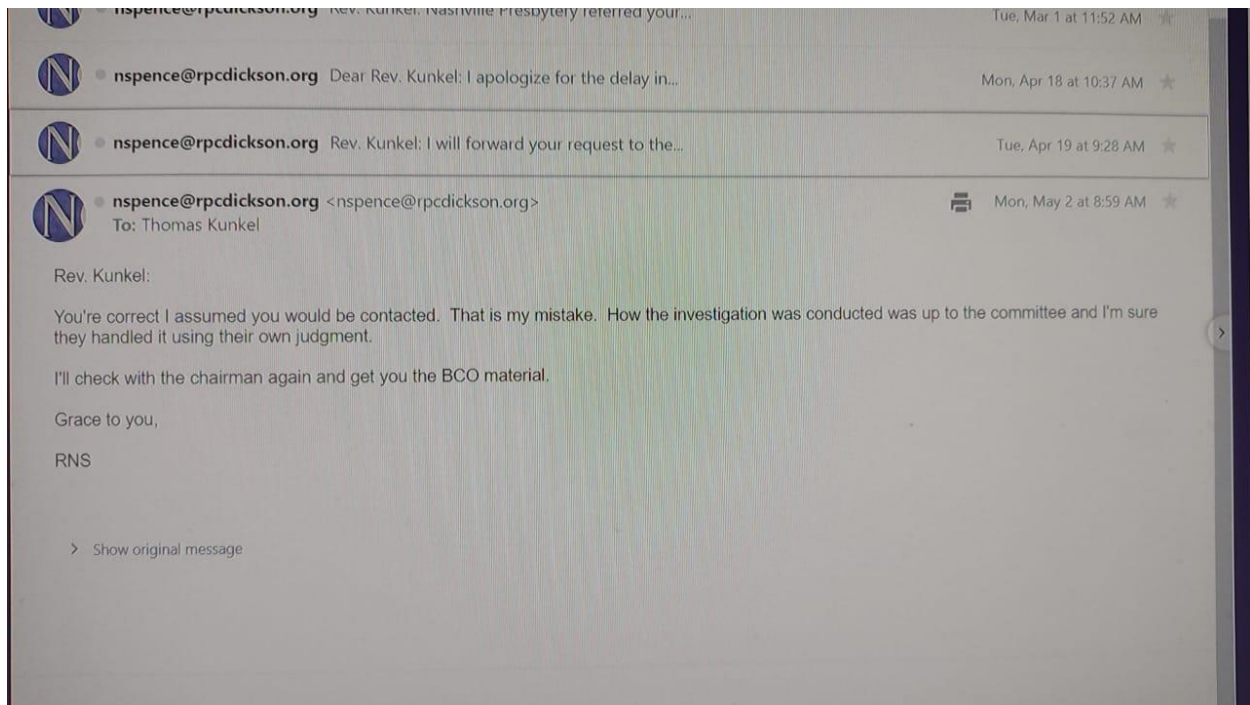 N nspence@rpcdickson.org Rev. Kunkel: Nashville Presbytery referred your... Tue, Mar 1 at 11:52 AM
N nspence@rpcdickson.org Dear Rev. Kunkel: I apologize for the delay in... Mon, Apr 18 at 10:37 AM
N nspence@rpcdickson.org Rev. Kunkel: I will forward your request to the... Tue, Apr 19 at 9:28 AM
N nspence@rpcdickson.org <nspence@rpcdickson.org> Mon, May 2 at 8:59 AM
To: Thomas Kunkel
Rev. Kunkel:
You're correct I assumed you would be contacted. That is my mistake. How the investigation was conducted was up to the committee and I'm sure
they handled it using their own judgment.
I'll check with the chairman again and get you the BCO material.
Grace to you,
RNS
> Show original message